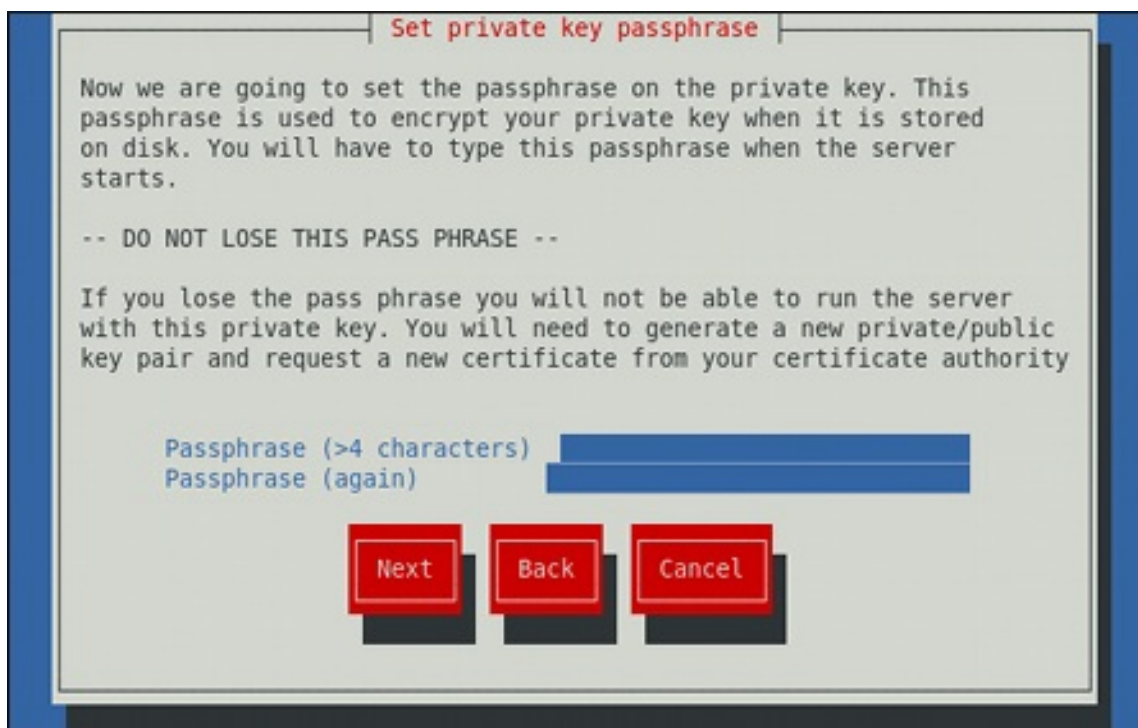 Set private key passphrase
Now we are going to set the passphrase on the private key. This
passphrase is used to encrypt your private key when it is stored
on disk. You will have to type this passphrase when the server
starts.
-- DO NOT LOSE THIS PASS PHRASE --
If you lose the pass phrase you will not be able to run the server
with this private key. You will need to generate a new private/public
key pair and request a new certificate from your certificate authority
Passphrase (>4 characters)
Passphrase (again)
Next Back Cancel